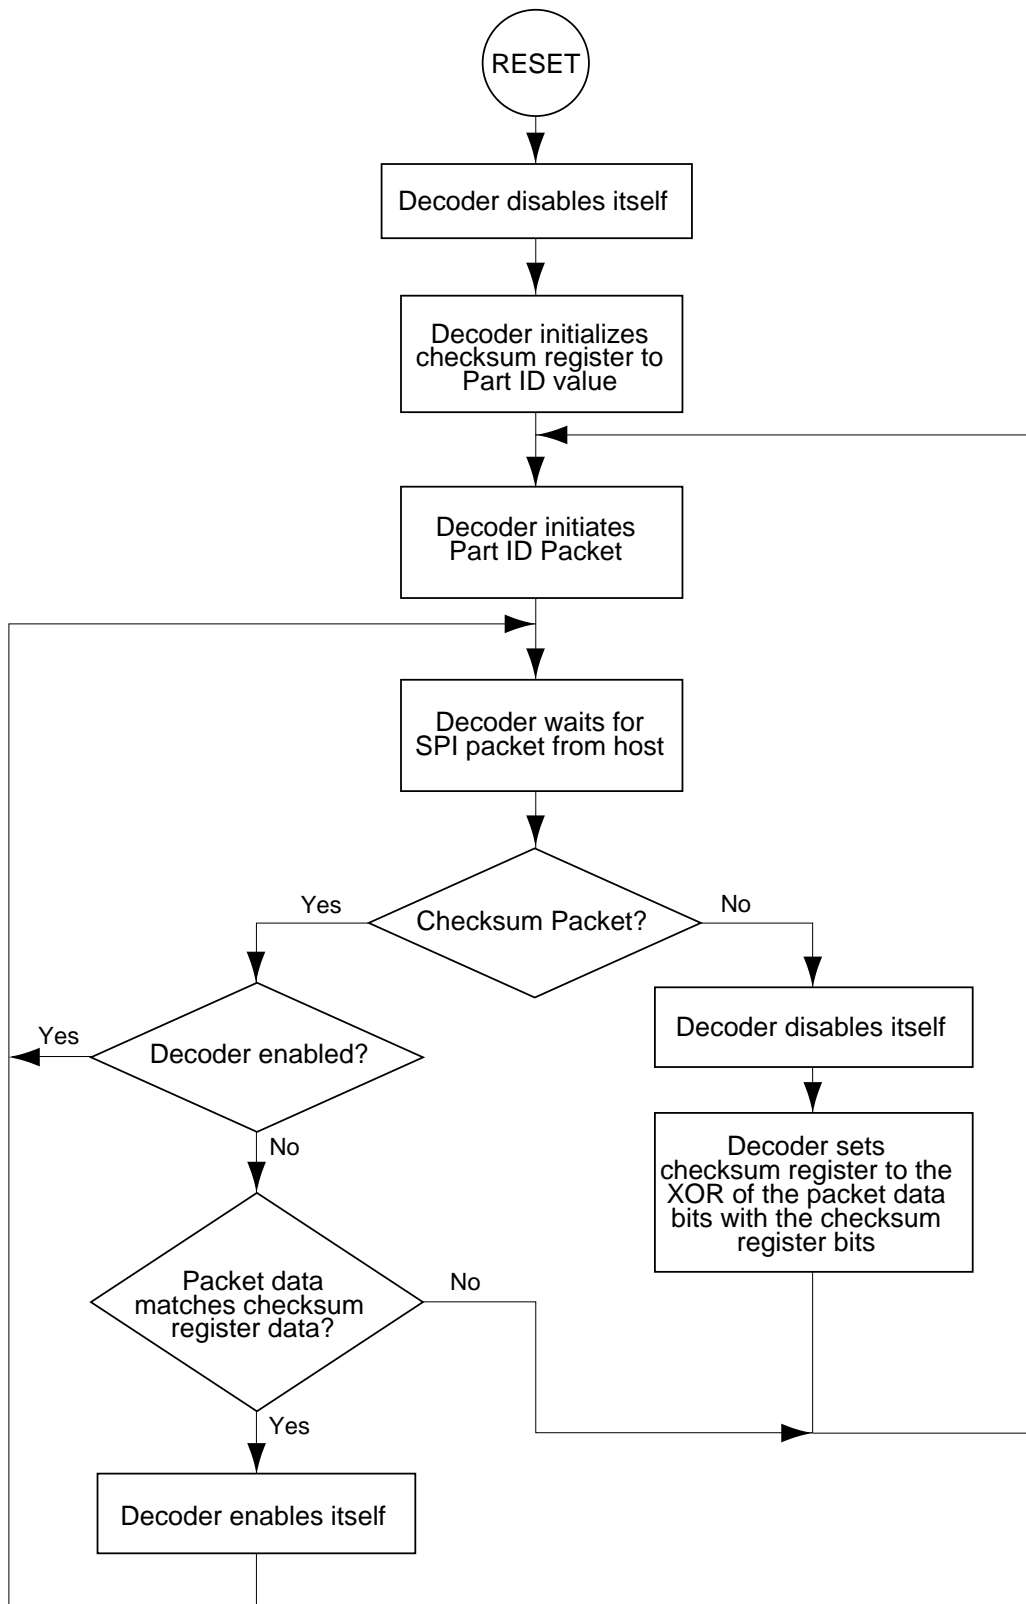 RESET
Decoder disables itself
Decoder initializes
checksum register to
Part ID value
Decoder initiates
Part ID Packet
Decoder waits for
SPI packet from host
Checksum Packet?
Yes
No
Decoder enabled?
Yes
No
Decoder disables itself
Decoder sets
checksum register to the
XOR of the packet data
bits with the checksum
register bits
Packet data
matches checksum
register data?
No
Yes
Decoder enables itself